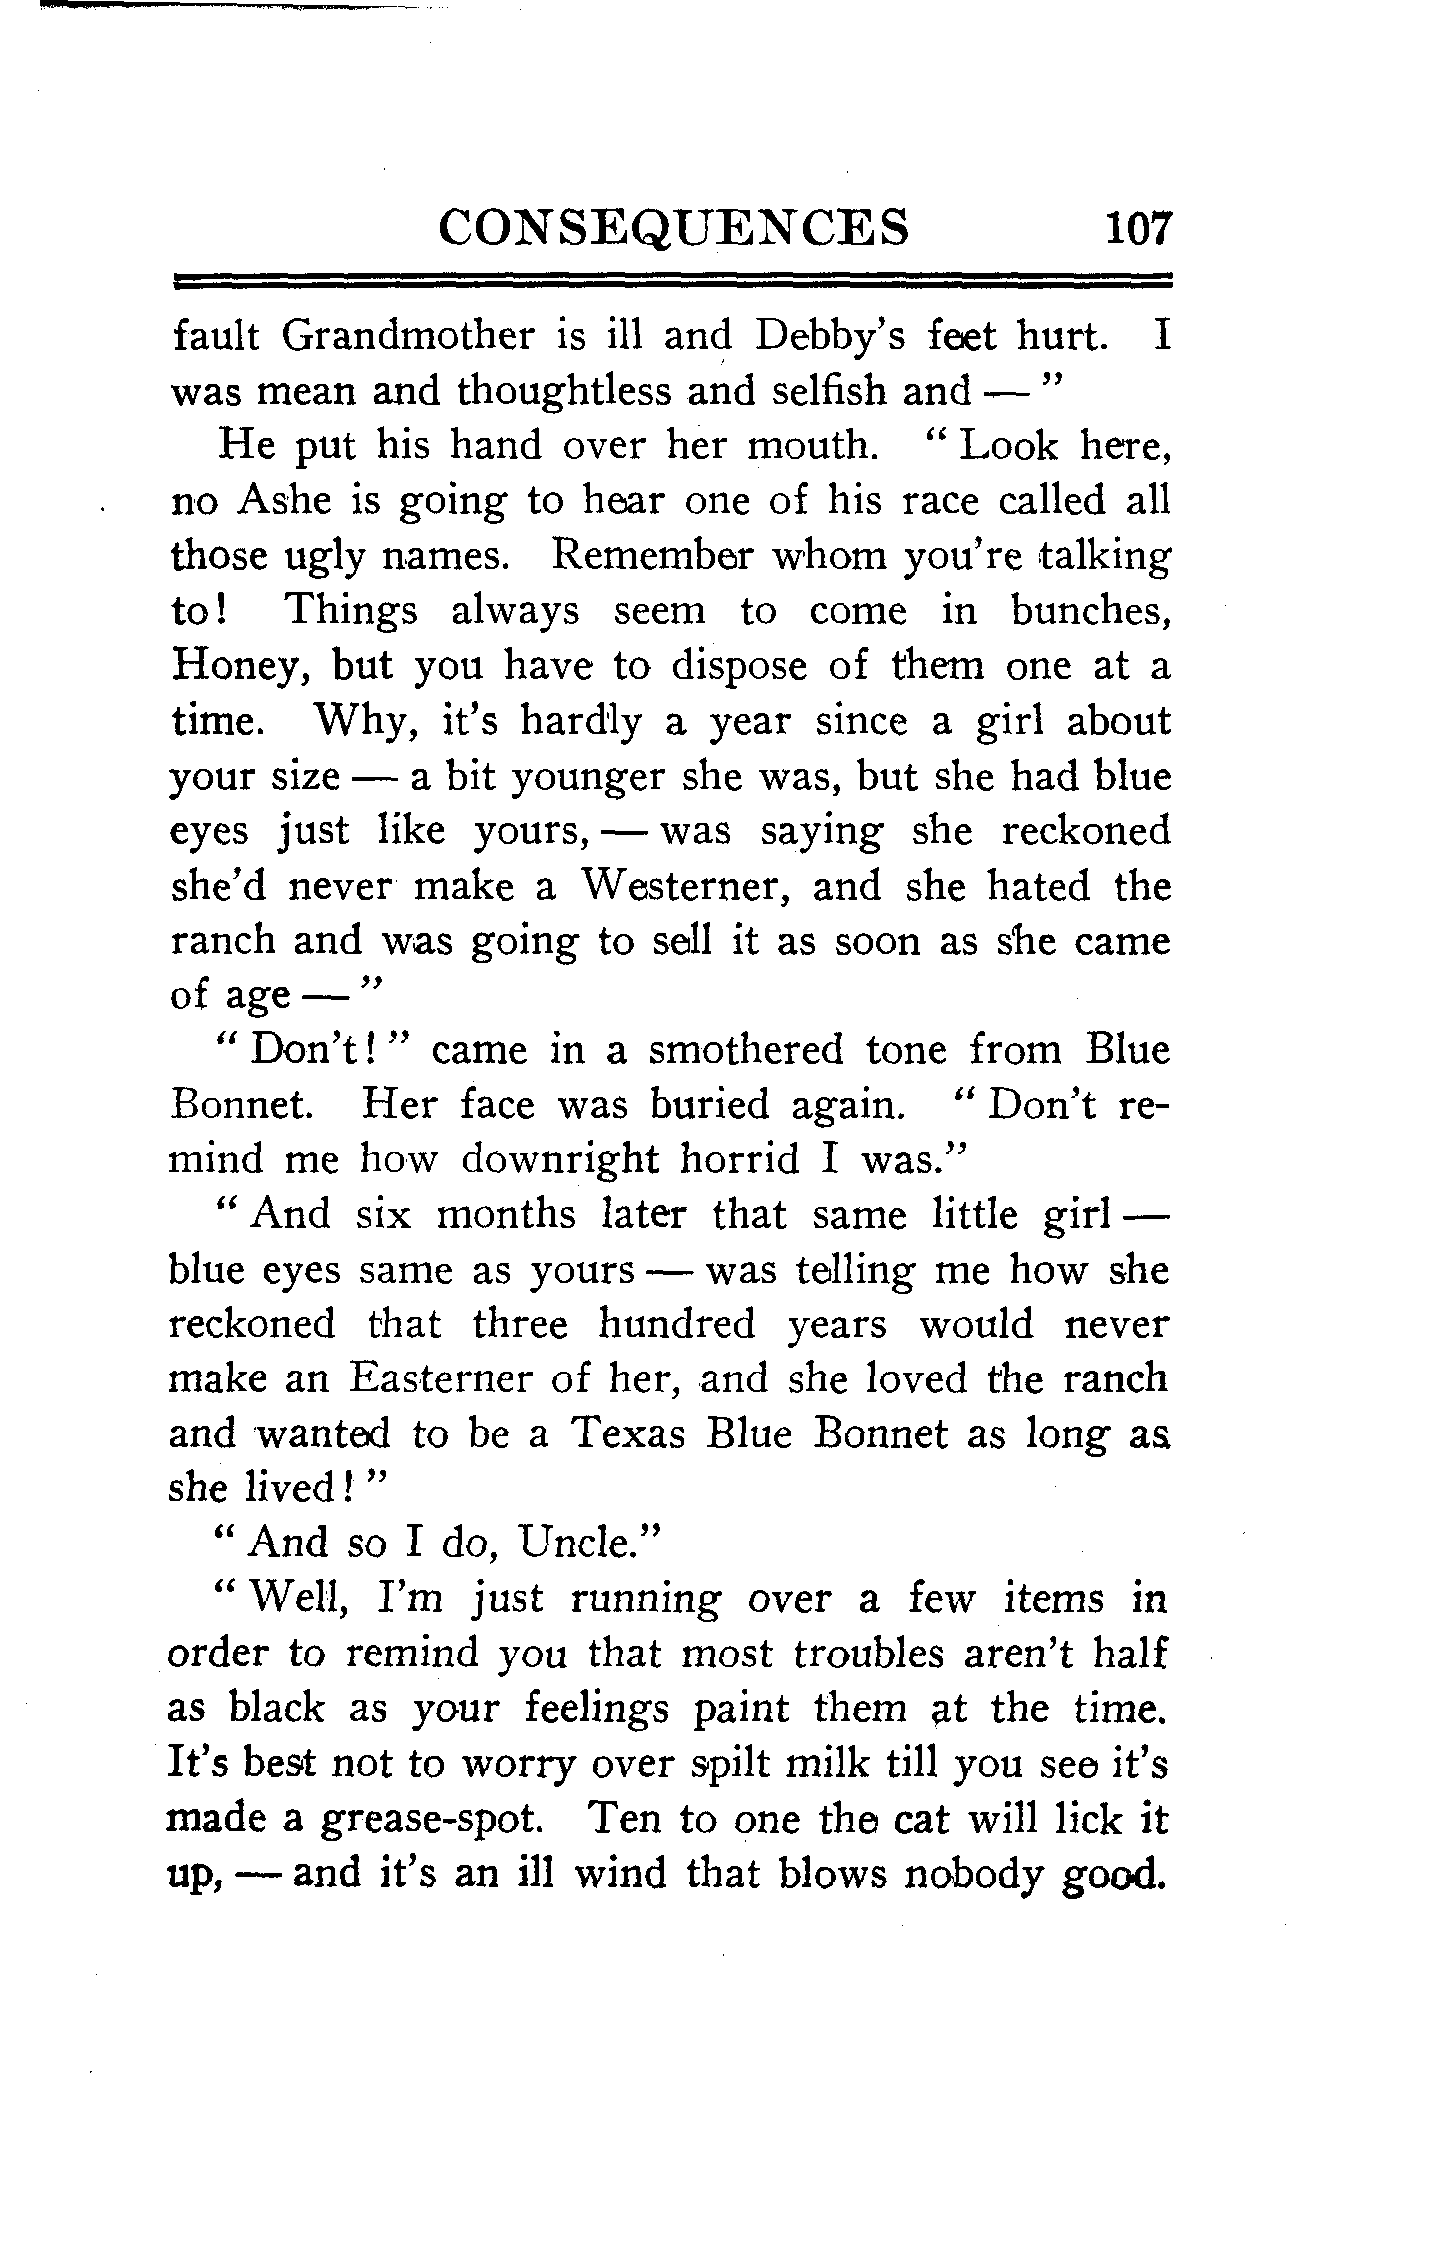 CONSEQUENCES 107
fault Grandmother is ill and Debby's feet hurt. I
was mean and thoughtless and selfish and — "
He put his hand over her mouth. " Look here,
no Ashe is going to hear one of his race called all
those ugly names. Remember whom you're talking
to! Things always seem to come in bunches,
Honey, but you have to dispose of them one at a
time. Why, it's hardly a year since a girl about
your size — a bit younger she was, but she had blue
eyes just like yours, — was saying she reckoned
she'd never make a Westerner, and she hated the
ranch and was going to sell it as soon as she came
of age — "
" Don't! " came in a smothered tone from Blue
Bonnet. Her face was buried again. " Don't re-
mind me how downright horrid I was."
" And six months later that same little girl —
blue eyes same as yours — was telling me how she
reckoned that three hundred years would never
make an Easterner of her, and she loved the ranch
and wanted to be a Texas Blue Bonnet as long as
she lived! "
" And so I do, Uncle."
" Well, I'm just running over a few items in
order to remind you that most troubles aren't half
as black as your feelings paint them at the time.
It's best not to worry over spilt milk till you see it's
made a grease-spot. Ten to one the cat will lick it
up, — and it's an ill wind that blows nobody good.